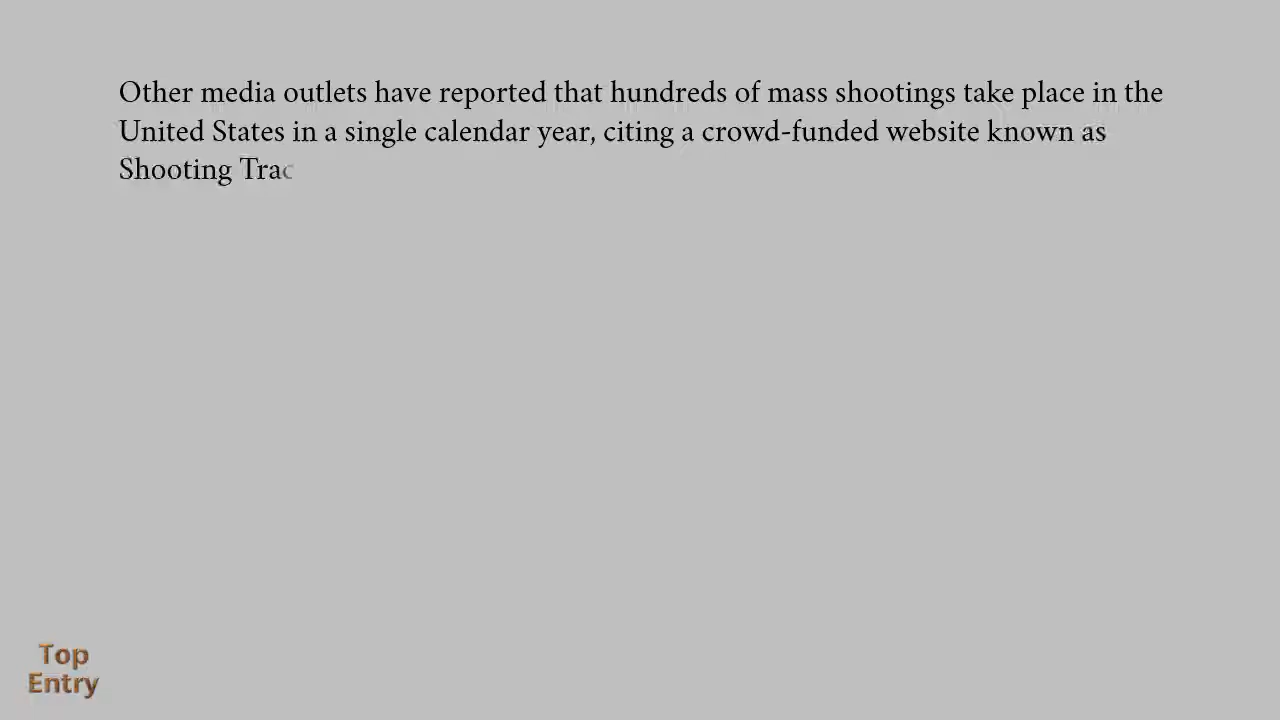 Other media outlets have reported that hundreds of mass shootings take place in the
United States in a single calendar year, citing a crowd-funded website known as
Shooting Trac
Top
Entry